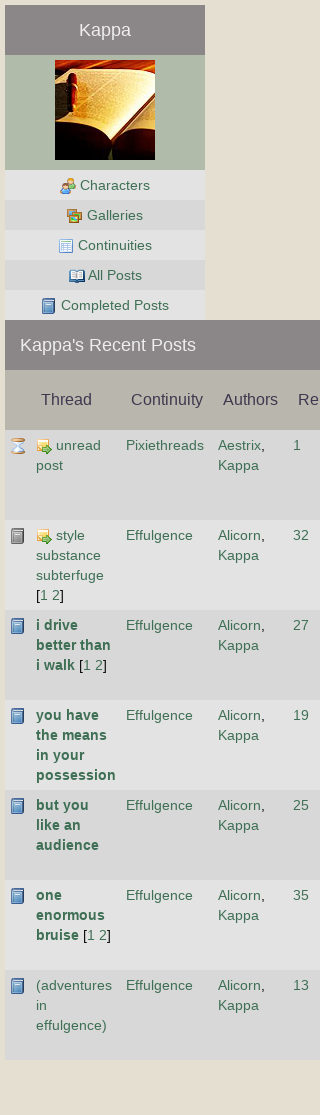 Kappa
Characters
Galleries
Continuities
All Posts
Completed Posts
Kappa's Recent Posts
Thread Continuity Authors Re
unread Pixiethreads Aestrix, 1
post Kappa
style Effulgence Alicorn, 32
substance Kappa
subterfuge
[1 2]
i drive Effulgence Alicorn, 27
better than Kappa
i walk [1 2]
you have Effulgence Alicorn, 19
the means Kappa
in your
possession
but you Effulgence Alicorn, 25
like an Kappa
audience
one Effulgence Alicorn, 35
enormous Kappa
bruise [1 2]
(adventures Effulgence Alicorn, 13
in Kappa
effulgence)